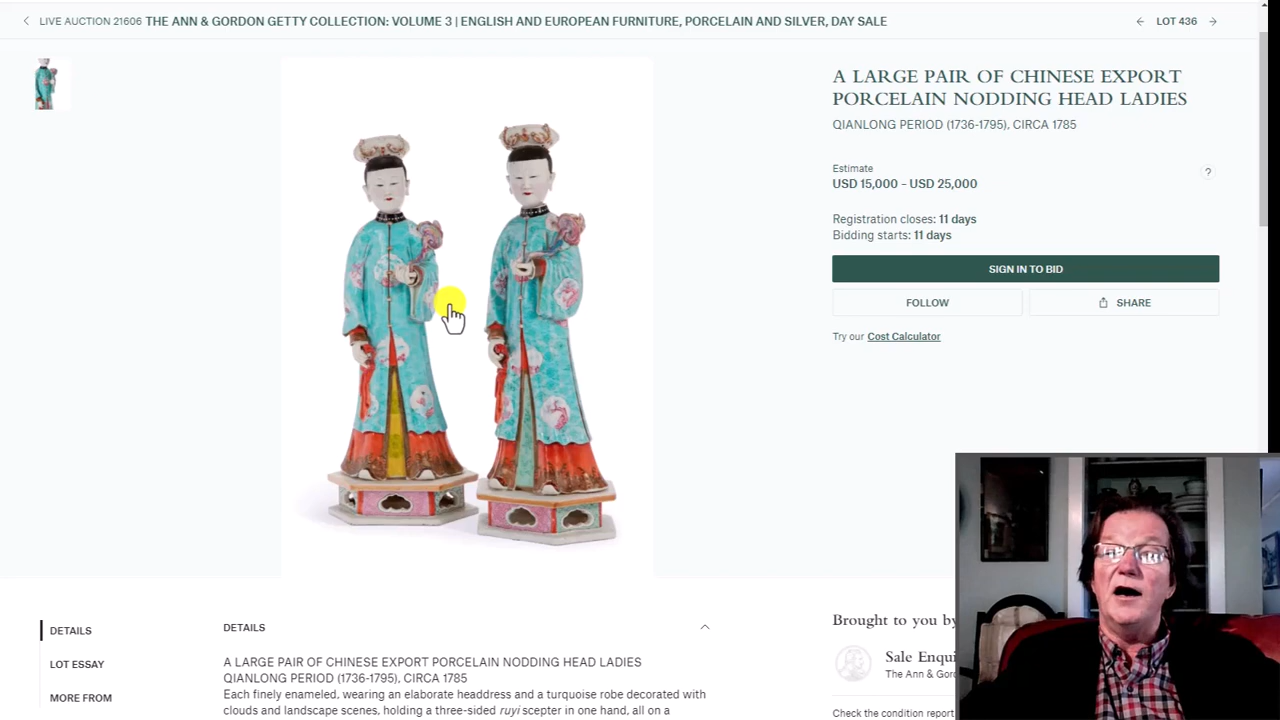 LIVE AUCTION 21606 THE ANN & GORDON GETTY COLLECTION: VOLUME 3 | ENGLISH AND EUROPEAN FURNITURE, PORCELAIN AND SILVER, DAY SALE
LOT 436
A LARGE PAIR OF CHINESE EXPORT
PORCELAIN NODDING HEAD LADIES
QIANLONG PERIOD (1736-1795), CIRCA 1785
Estimate
USD 15,000 – USD 25,000
?
Registration closes: 11 days
Bidding starts: 11 days
SIGN IN TO BID
FOLLOW
SHARE
Try our Cost Calculator
DETAILS
LOT ESSAY
MORE FROM
DETAILS
A LARGE PAIR OF CHINESE EXPORT PORCELAIN NODDING HEAD LADIES
QIANLONG PERIOD (1736-1795), CIRCA 1785
Each finely enameled, wearing an elaborate headdress and a turquoise robe decorated with
clouds and landscape scenes, holding a three-sided ruyi scepter in one hand, all on a
Brought to you by
Sale Enqui
The Ann & Go
Check the condition report